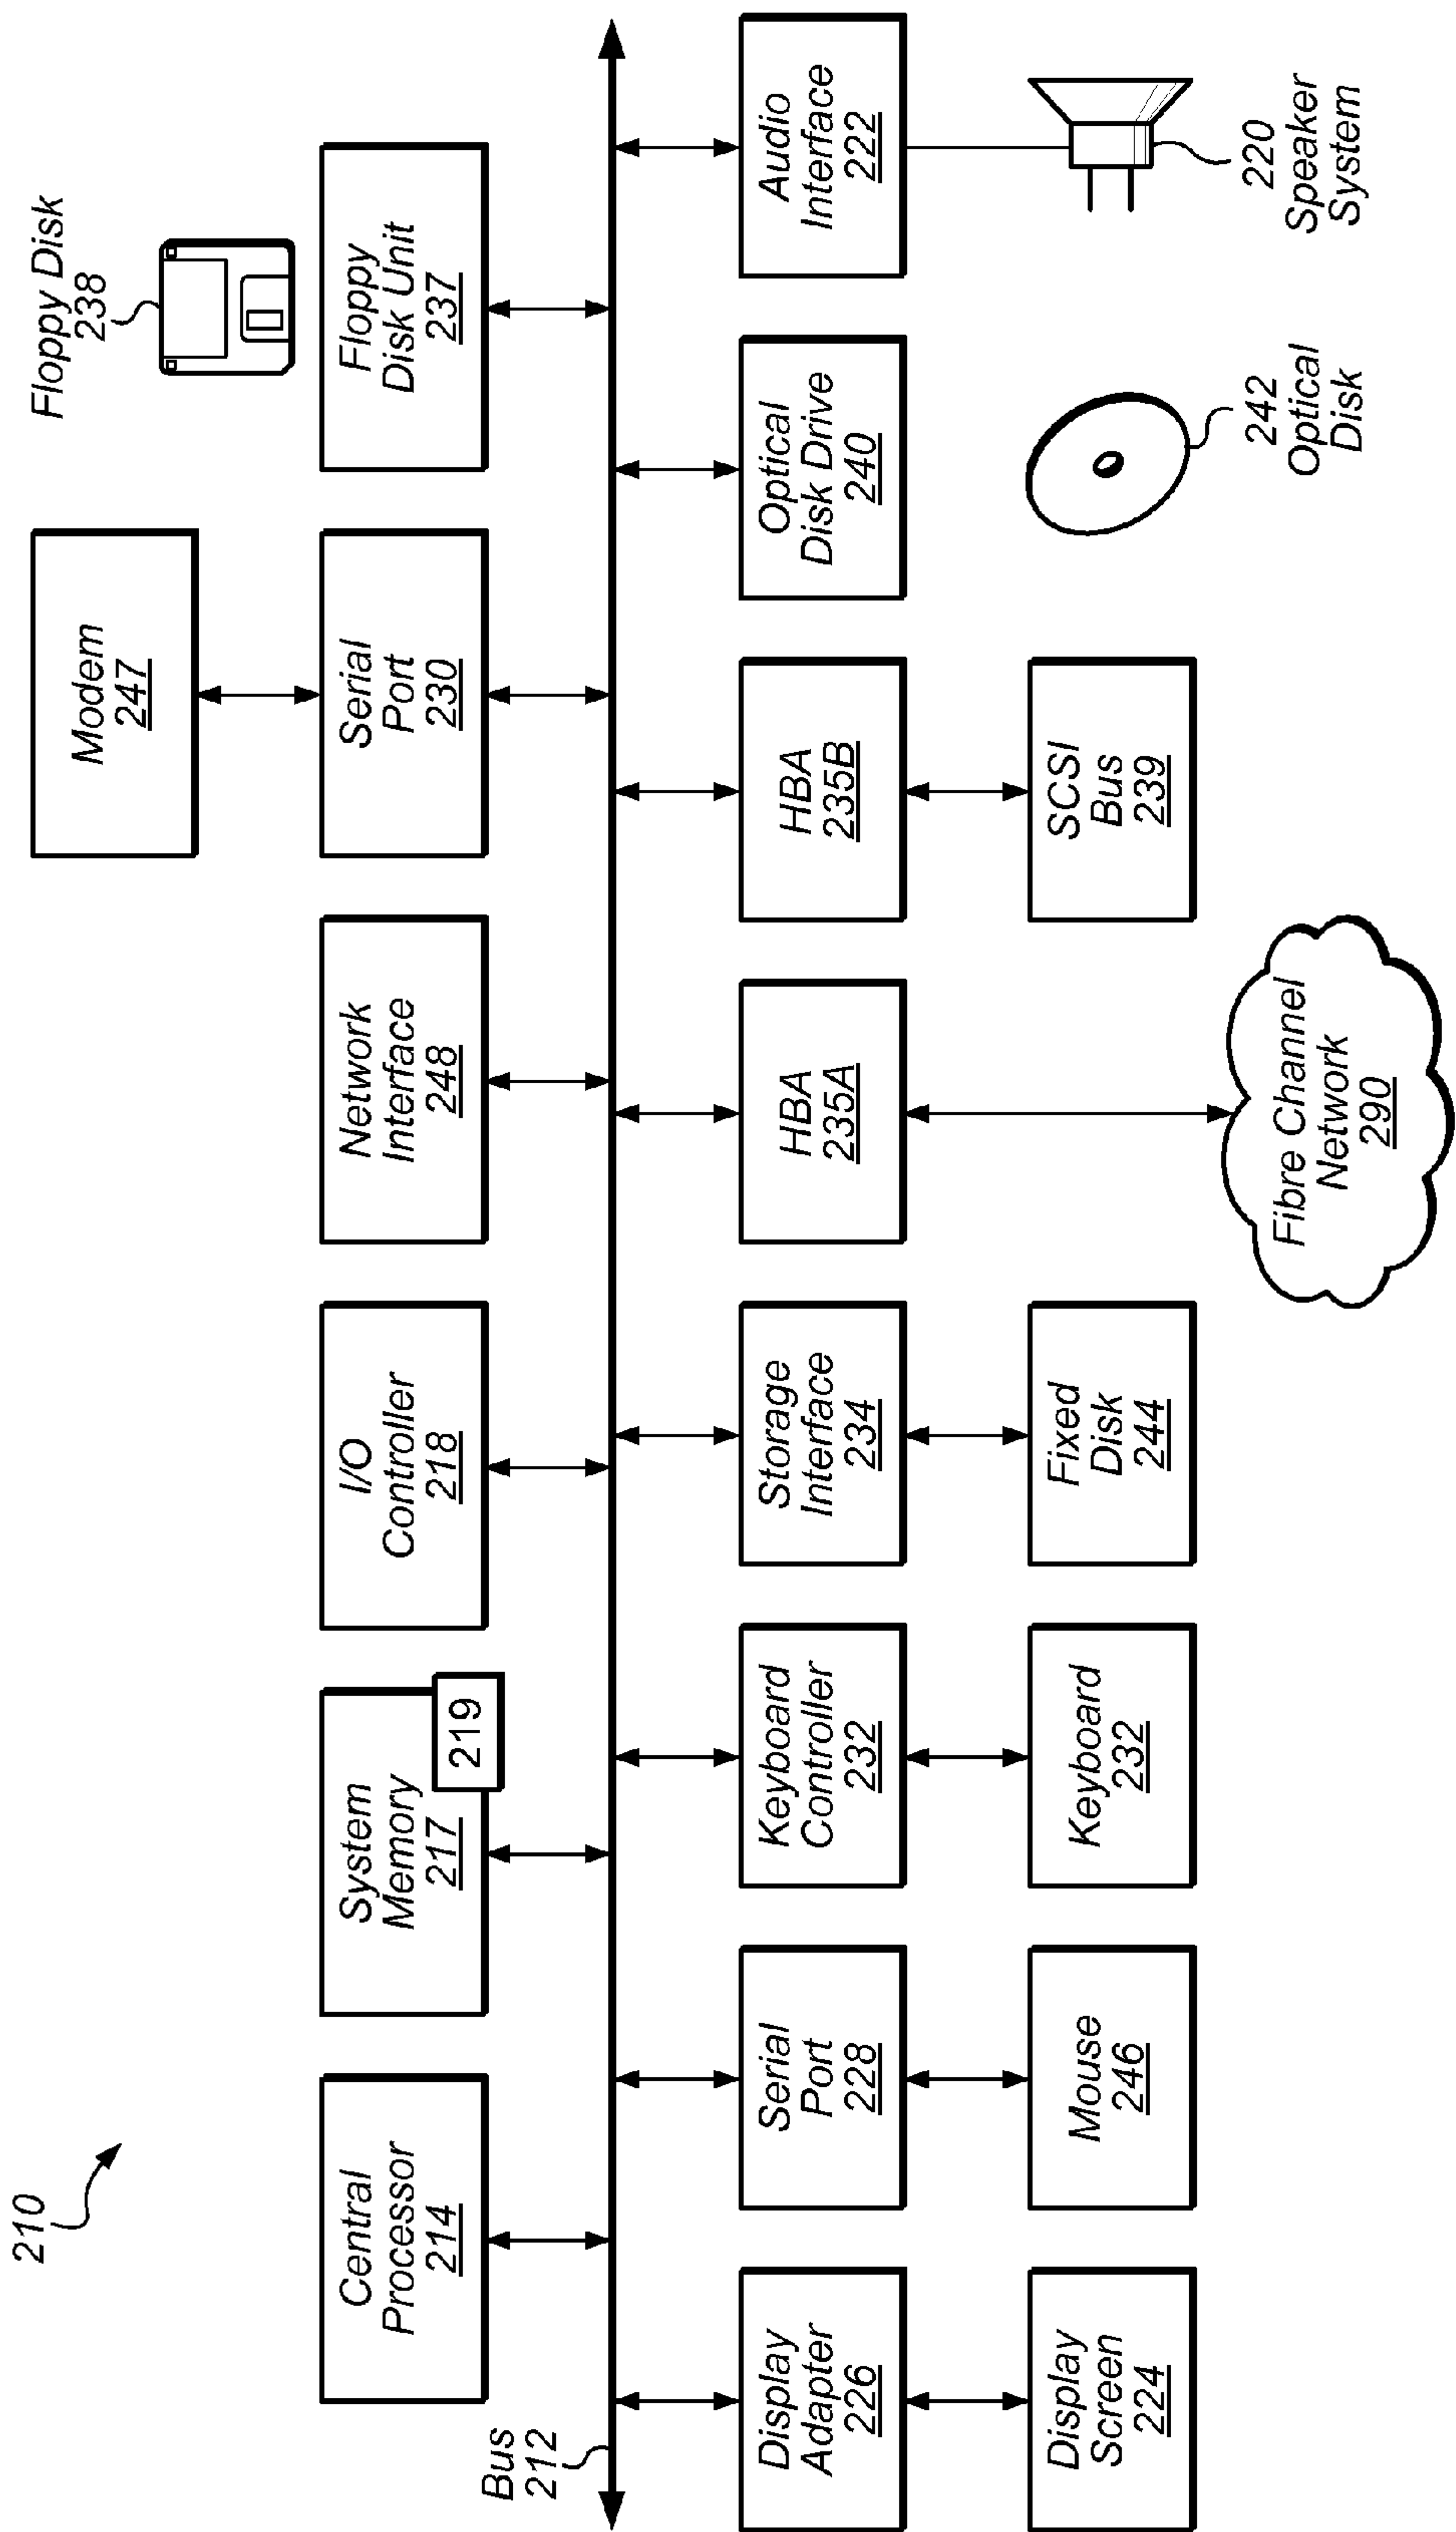 210
Floppy Disk
238
Modem
247
Central
Processor
214
System
Memory
217
219
I/O
Controller
218
Network
Interface
248
Serial
Port
230
Floppy
Disk Unit
237
Bus
212
Display
Adapter
226
Serial
Port
228
Keyboard
Controller
232
Storage
Interface
234
HBA
235A
HBA
235B
Optical
Disk Drive
240
Audio
Interface
222
Display
Screen
224
Mouse
246
Keyboard
232
Fixed
Disk
244
Fibre Channel
Network
290
SCSI
Bus
239
242
Optical
Disk
220
Speaker
System